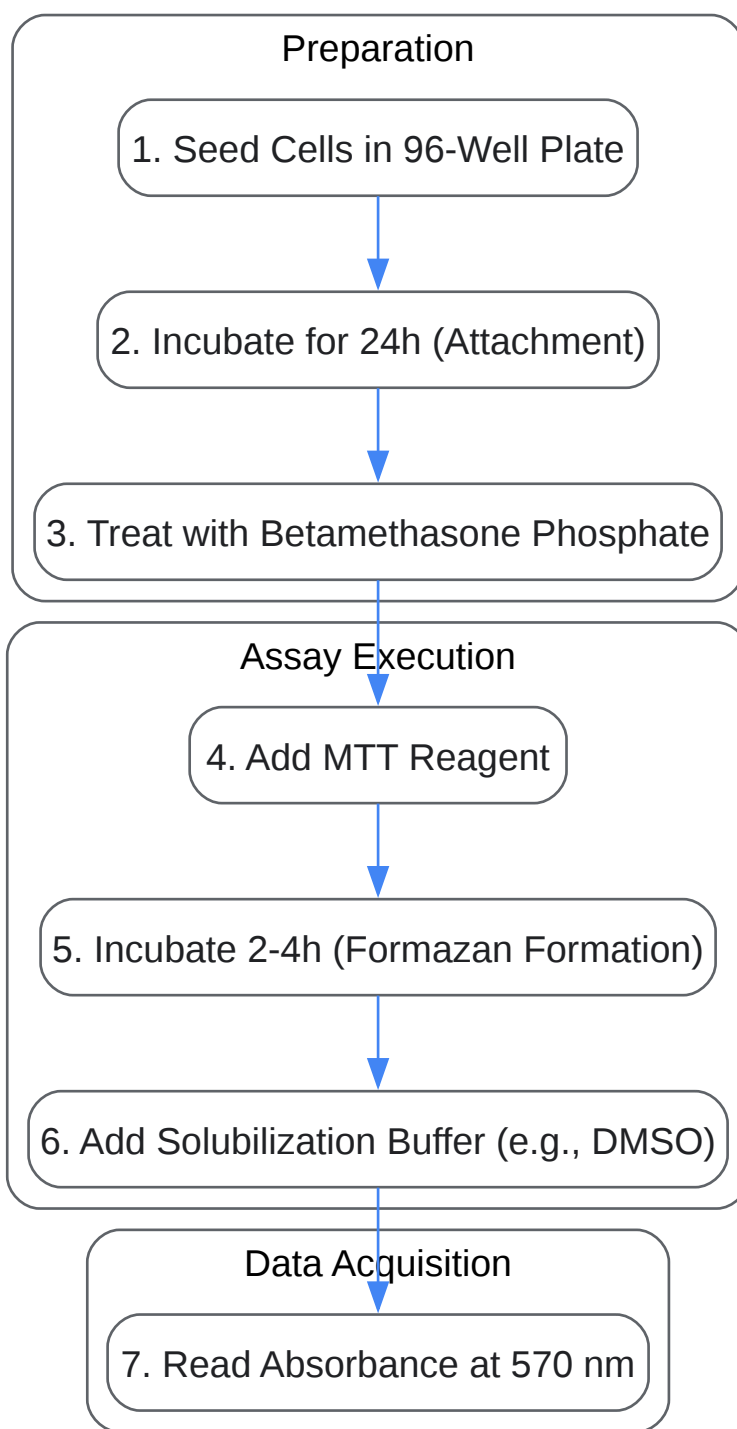 Preparation
1. Seed Cells in 96-Well Plate
2. Incubate for 24h (Attachment)
3. Treat with Betamethasone Phosphate
Assay Execution
4. Add MTT Reagent
5. Incubate 2-4h (Formazan Formation)
6. Add Solubilization Buffer (e.g., DMSO)
Data Acquisition
7. Read Absorbance at 570 nm